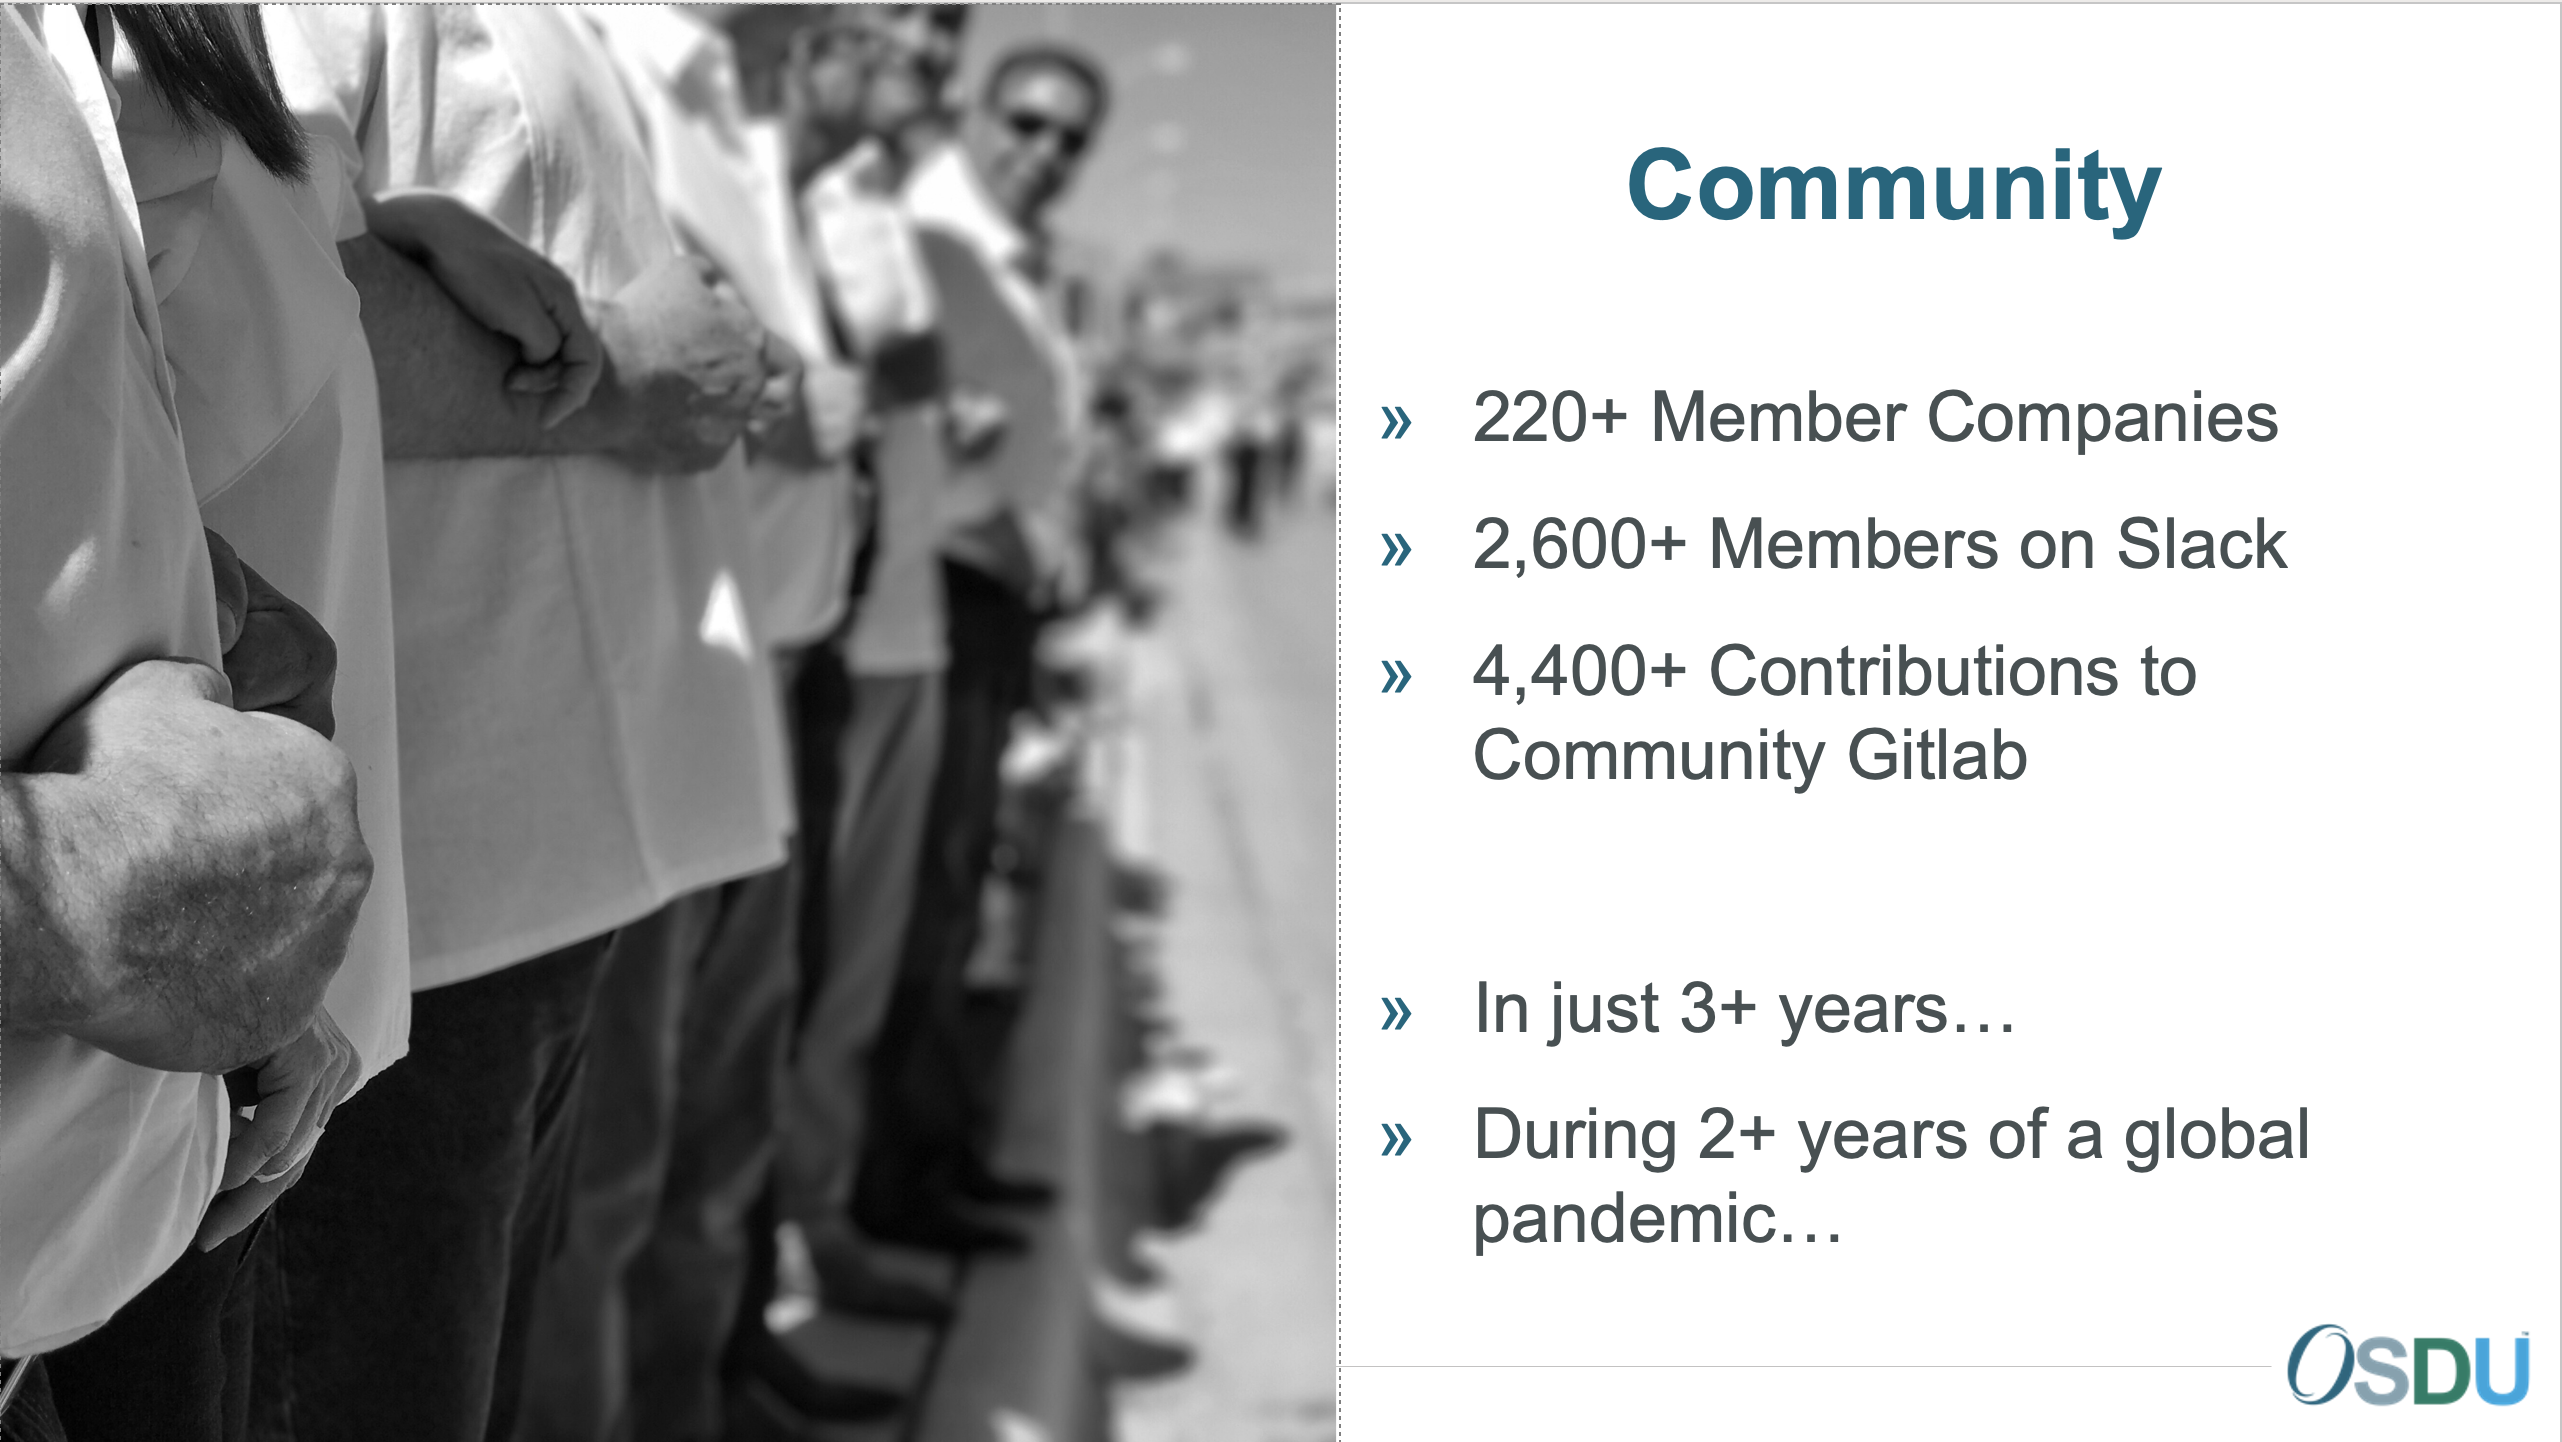 Community
» 220+ Member Companies
» 2,600+ Members on Slack
» 4,400+ Contributions to
Community Gitlab
» In just 3+ years…
» During 2+ years of a global
pandemic…
OSDU™